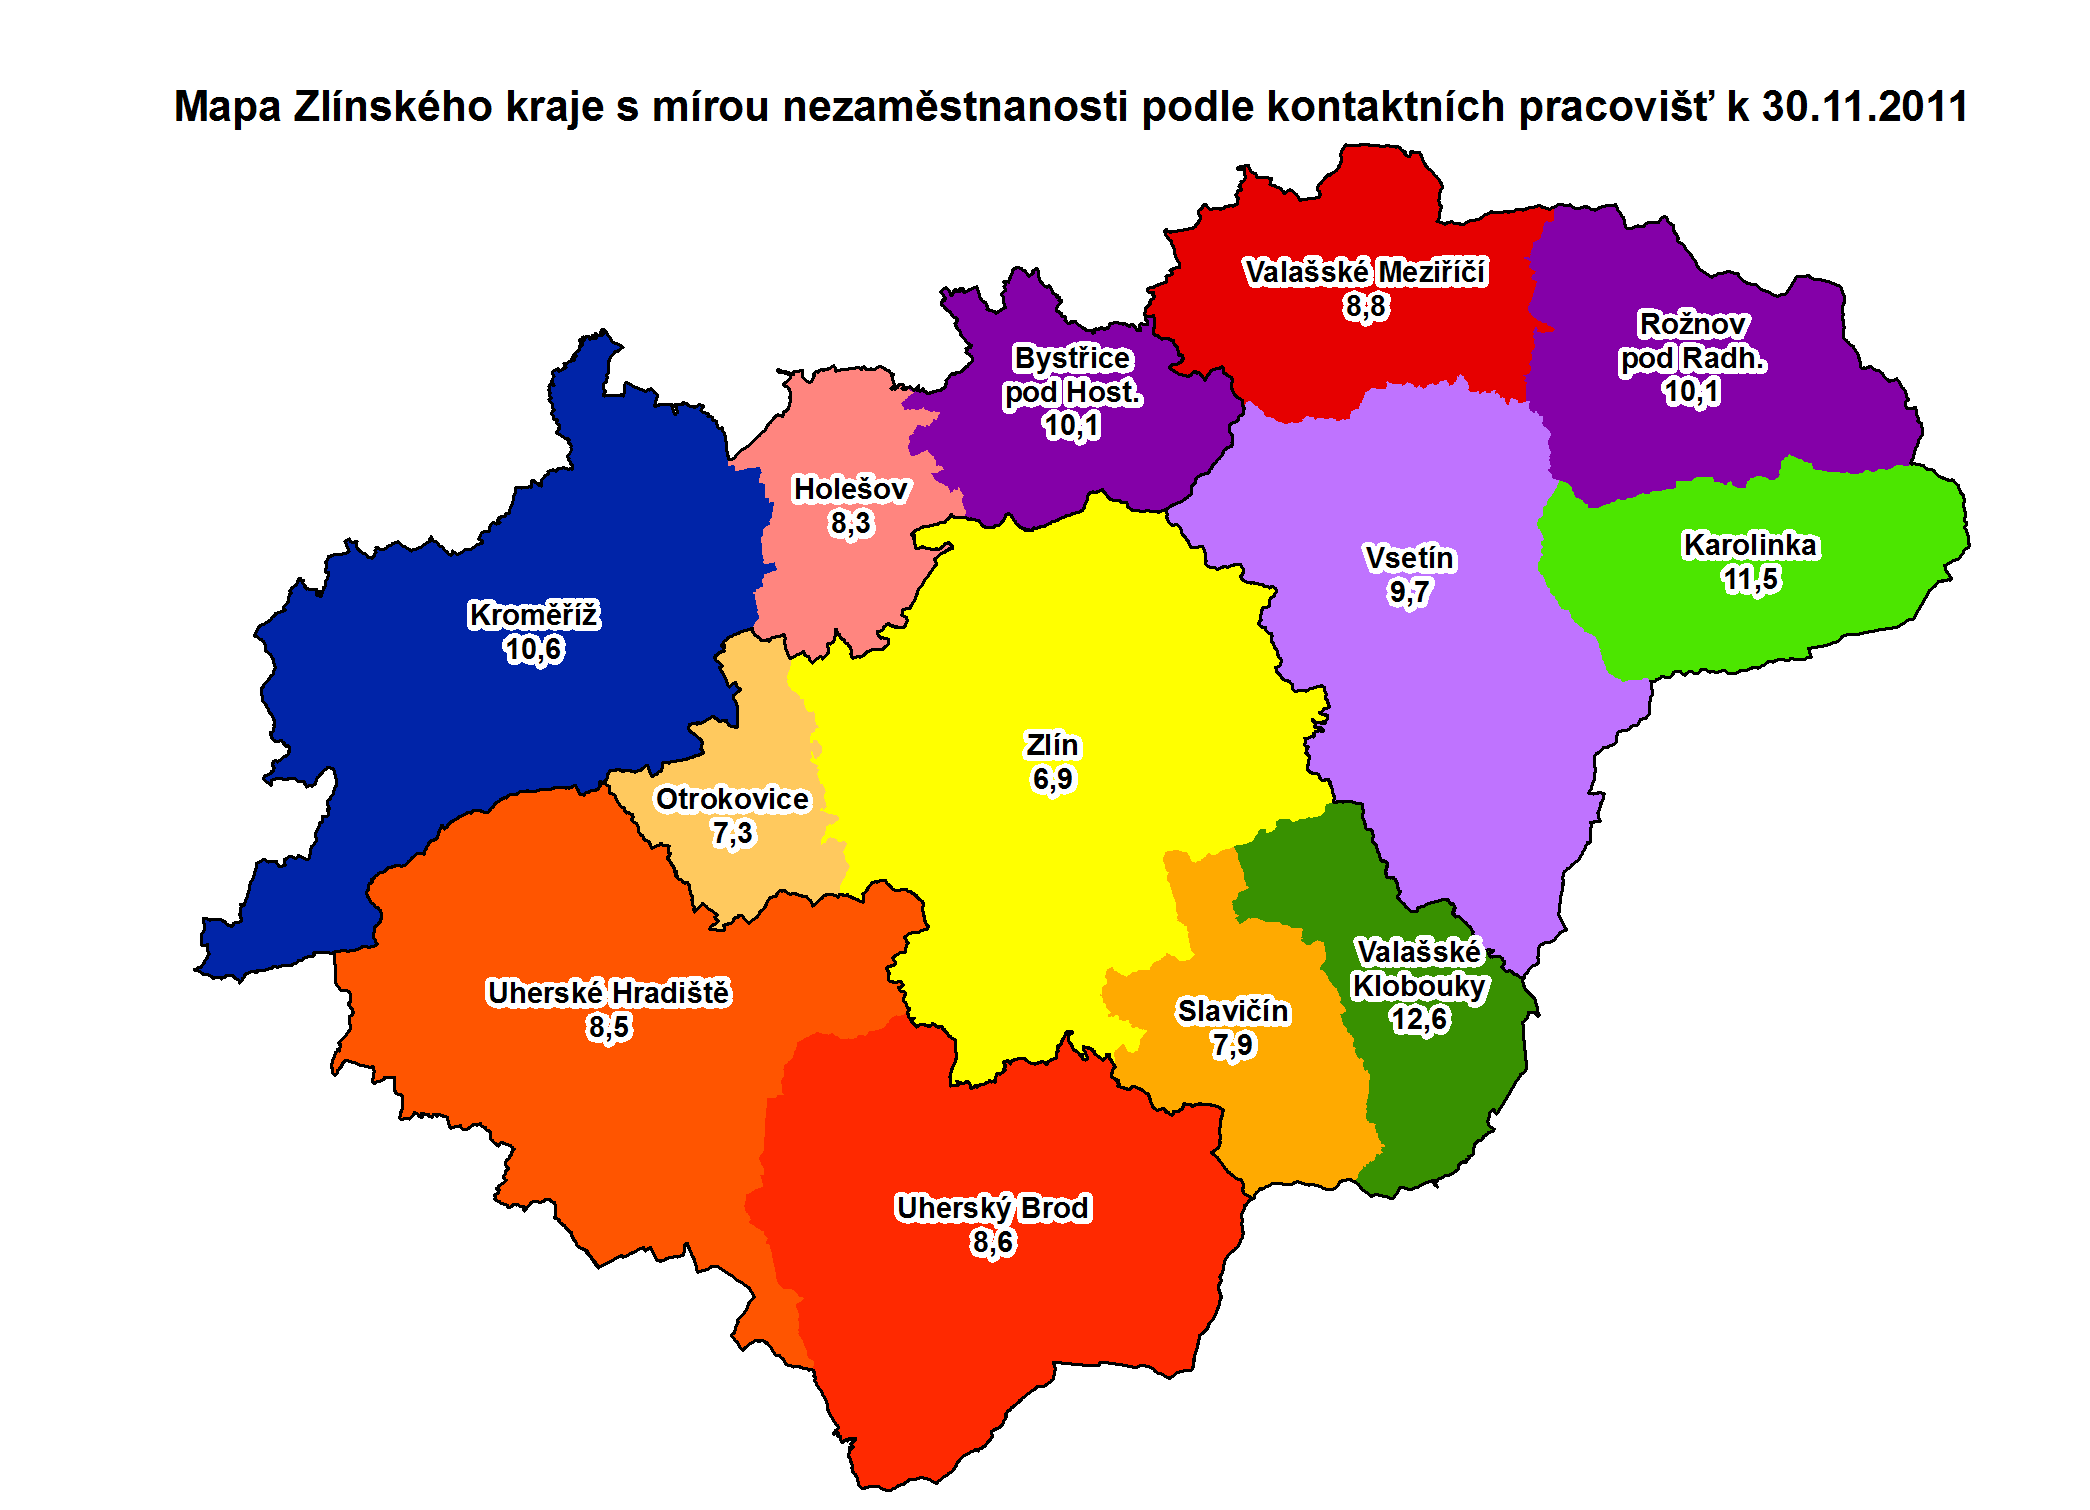 Mapa Zlínského kraje s mírou nezaměstnanosti podle kontaktních pracovišť k 30.11.2011
Valašské Meziříčí
8,8
Rožnov
pod Radh.
10,1
Bystřice
pod Host.
10,1
Holešov
8,3
Vsetín
9,7
Karolinka
11,5
Kroměříž
10,6
Zlín
6,9
Otrokovice
7,3
Valašské
Klobouky
12,6
Uherské Hradiště
8,5
Slavičín
7,9
Uherský Brod
8,6